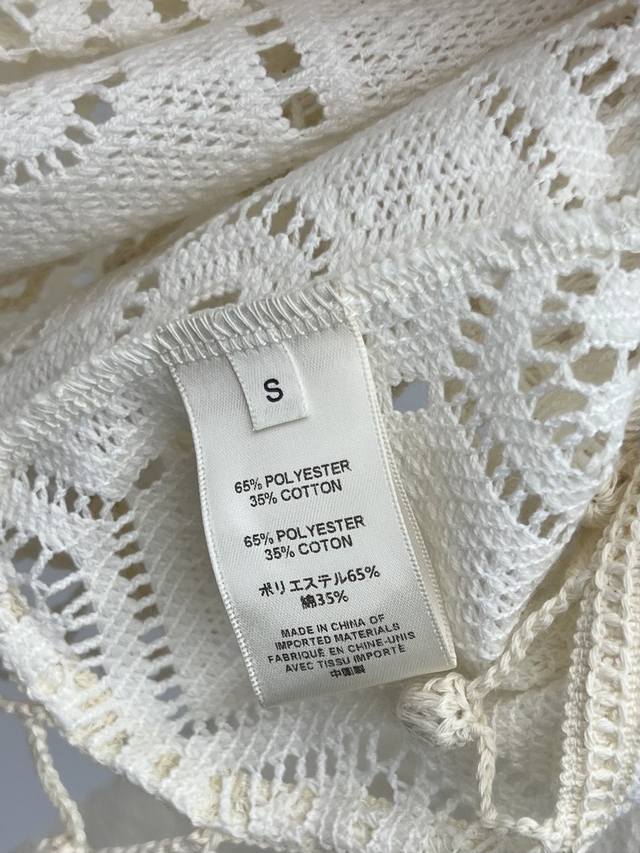 S
65% POLYESTER
35% COTTON
65% POLYESTER
35% COTON
ポリエステル65%
綿35%
MADE IN CHINA OF
IMPORTED MATERIALS
FABRIQUÉ EN CHINE-UNIS
AVEC TISSU IMPORTÉ
中国製